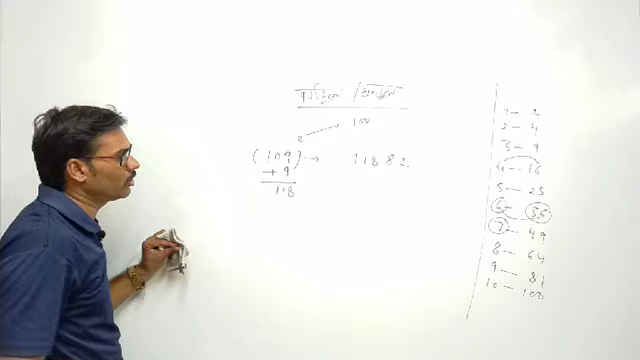 100
2
( 109 ) → 11882
+ 9
118
1 — 2
2 — 4
3 — 9
4 — 16
5 — 25
6 — 36
7 — 49
8 — 64
9 — 81
10 — 100